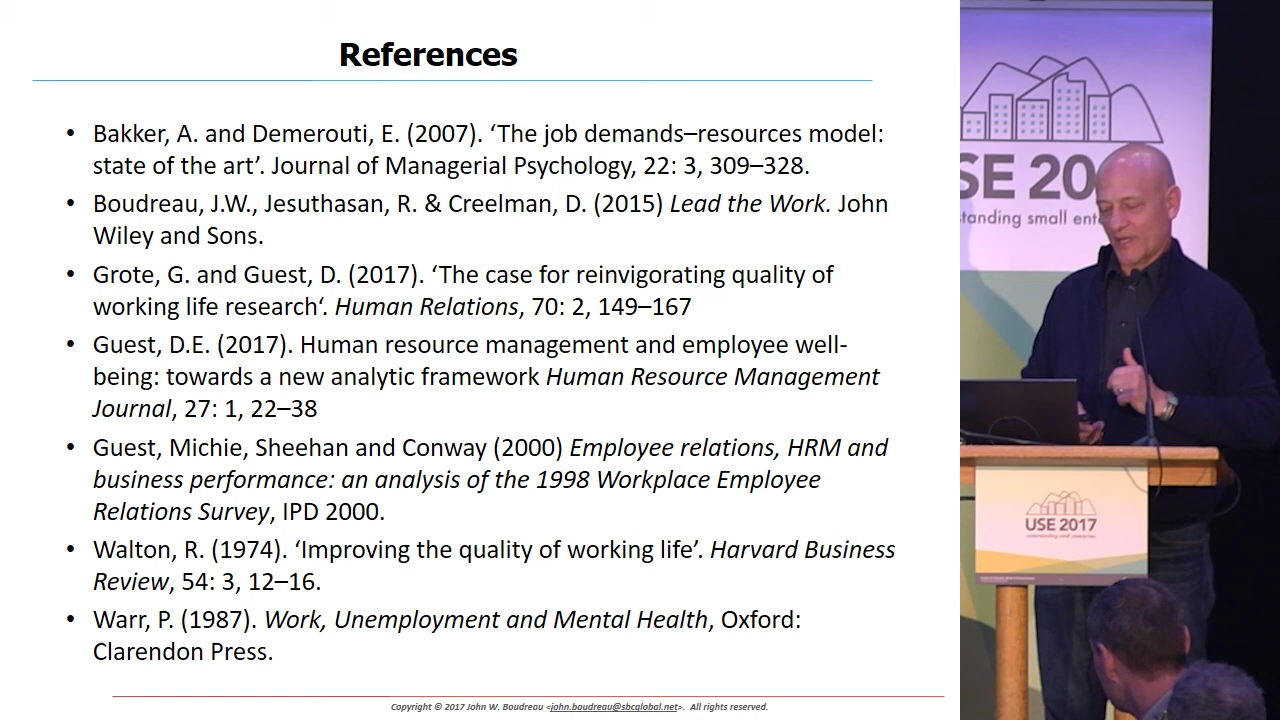 References
• Bakker, A. and Demerouti, E. (2007). ‘The job demands–resources model:
state of the art’. Journal of Managerial Psychology, 22: 3, 309–328.
• Boudreau, J.W., Jesuthasan, R. & Creelman, D. (2015) Lead the Work. John
Wiley and Sons.
• Grote, G. and Guest, D. (2017). ‘The case for reinvigorating quality of
working life research‘. Human Relations, 70: 2, 149–167
• Guest, D.E. (2017). Human resource management and employee well-
being: towards a new analytic framework Human Resource Management
Journal, 27: 1, 22–38
• Guest, Michie, Sheehan and Conway (2000) Employee relations, HRM and
business performance: an analysis of the 1998 Workplace Employee
Relations Survey, IPD 2000.
• Walton, R. (1974). ‘Improving the quality of working life’. Harvard Business
Review, 54: 3, 12–16.
• Warr, P. (1987). Work, Unemployment and Mental Health, Oxford:
Clarendon Press.
Copyright © 2017 John W. Boudreau <john.boudreau@sbcglobal.net>. All rights reserved.
SE 20
standing small ent
USE 2017
understanding small enterprises